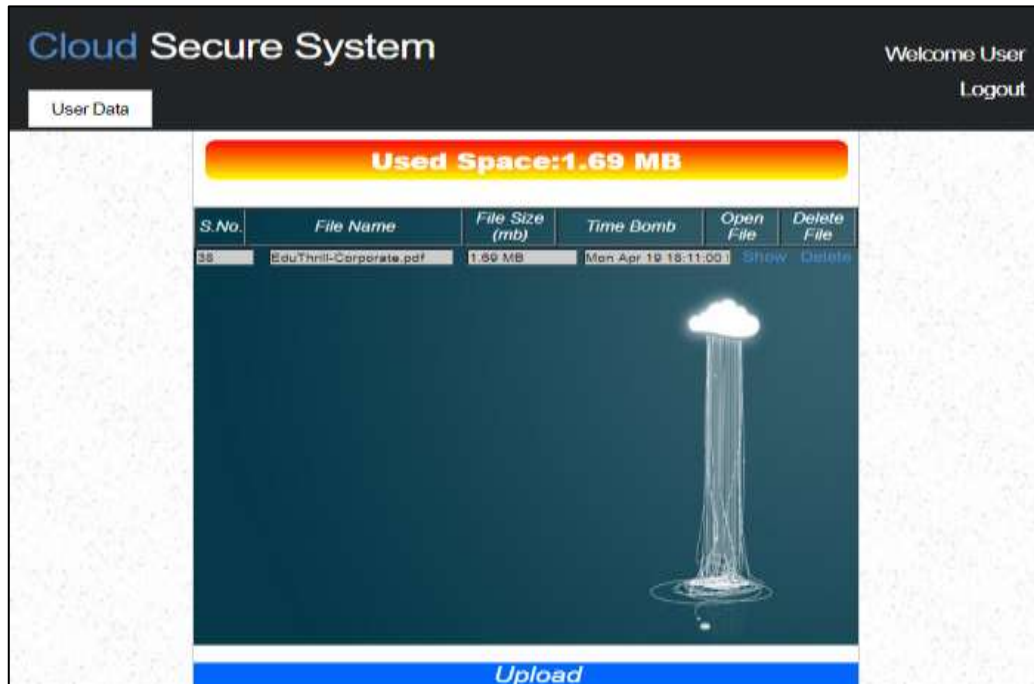 Cloud Secure System
Welcome User
Logout
User Data
Used Space:1.69 MB
S.No. File Name File Size (mb) Time Bomb Open File Delete File
38 EduThrill-Corporate.pdf 1.69 MB Mon Apr 19 18:11:00 Show Delete
Upload